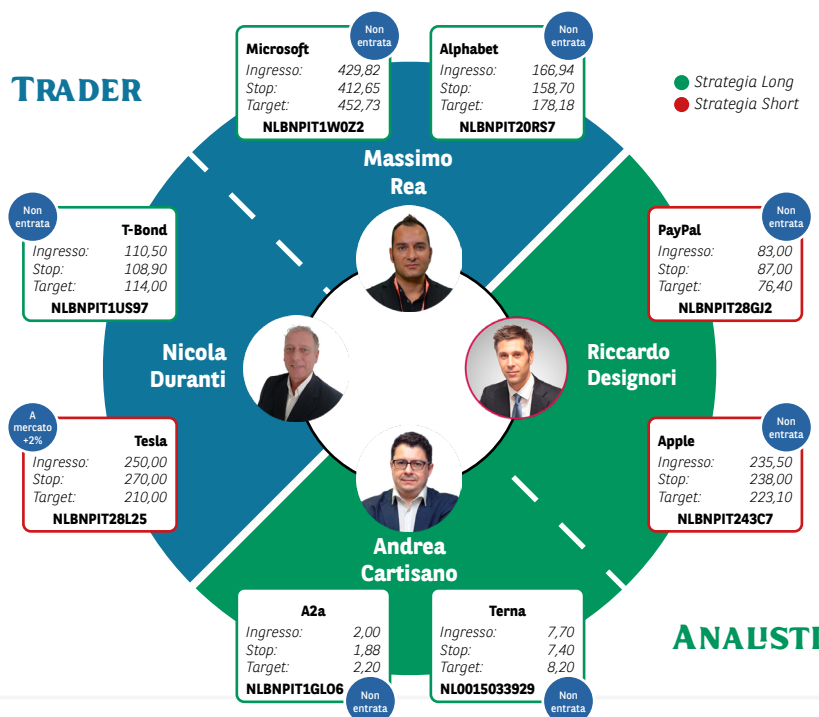 TRADER
Strategia Long
Strategia Short
Non
entrata
Microsoft
Ingresso: 429,82
Stop: 412,65
Target: 452,73
NLBNPIT1W0Z2
Non
entrata
Alphabet
Ingresso: 166,94
Stop: 158,70
Target: 178,18
NLBNPIT20RS7
Massimo
Rea
Non
entrata
T-Bond
Ingresso: 110,50
Stop: 108,90
Target: 114,00
NLBNPIT1US97
Non
entrata
PayPal
Ingresso: 83,00
Stop: 87,00
Target: 76,40
NLBNPIT28GJ2
Nicola
Duranti
Riccardo
Designori
A
mercato
+2%
Tesla
Ingresso: 250,00
Stop: 270,00
Target: 210,00
NLBNPIT28L25
Non
entrata
Apple
Ingresso: 235,50
Stop: 238,00
Target: 223,10
NLBNPIT243C7
Andrea
Cartisano
A2a
Ingresso: 2,00
Stop: 1,88
Target: 2,20
NLBNPIT1GLO6
Non
entrata
Terna
Ingresso: 7,70
Stop: 7,40
Target: 8,20
NL0015033929
Non
entrata
ANALISTI